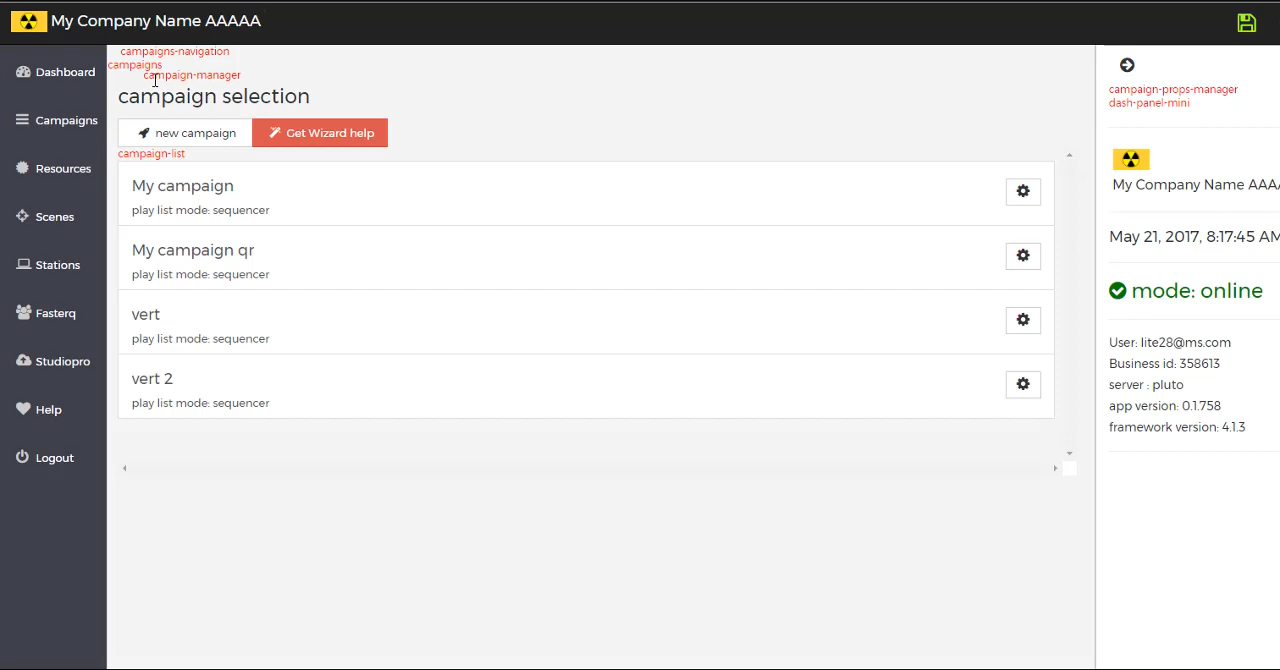 My Company Name AAAAA
Dashboard
Campaigns
Resources
Scenes
Stations
Fasterq
Studiopro
Help
Logout
campaigns-navigation
campaigns
campaign-manager
campaign selection
new campaign
Get Wizard help
campaign-list
My campaign
play list mode: sequencer
My campaign qr
play list mode: sequencer
vert
play list mode: sequencer
vert 2
play list mode: sequencer
campaign-props-manager
dash-panel-mini
My Company Name AAA
May 21, 2017, 8:17:45 AM
mode: online
User: lite28@ms.com
Business id: 358613
server : pluto
app version: 0.1.758
framework version: 4.1.3